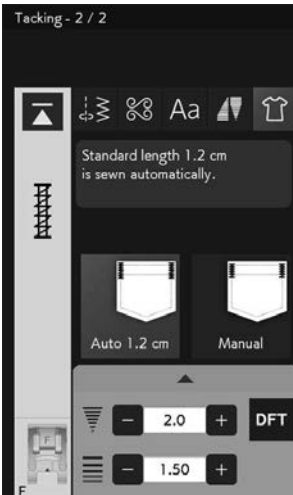 Tacking - 2 / 2
Aa
Standard length 1.2 cm
is sewn automatically.
Auto 1.2 cm
Manual
2.0
DFT
1.50
F
F